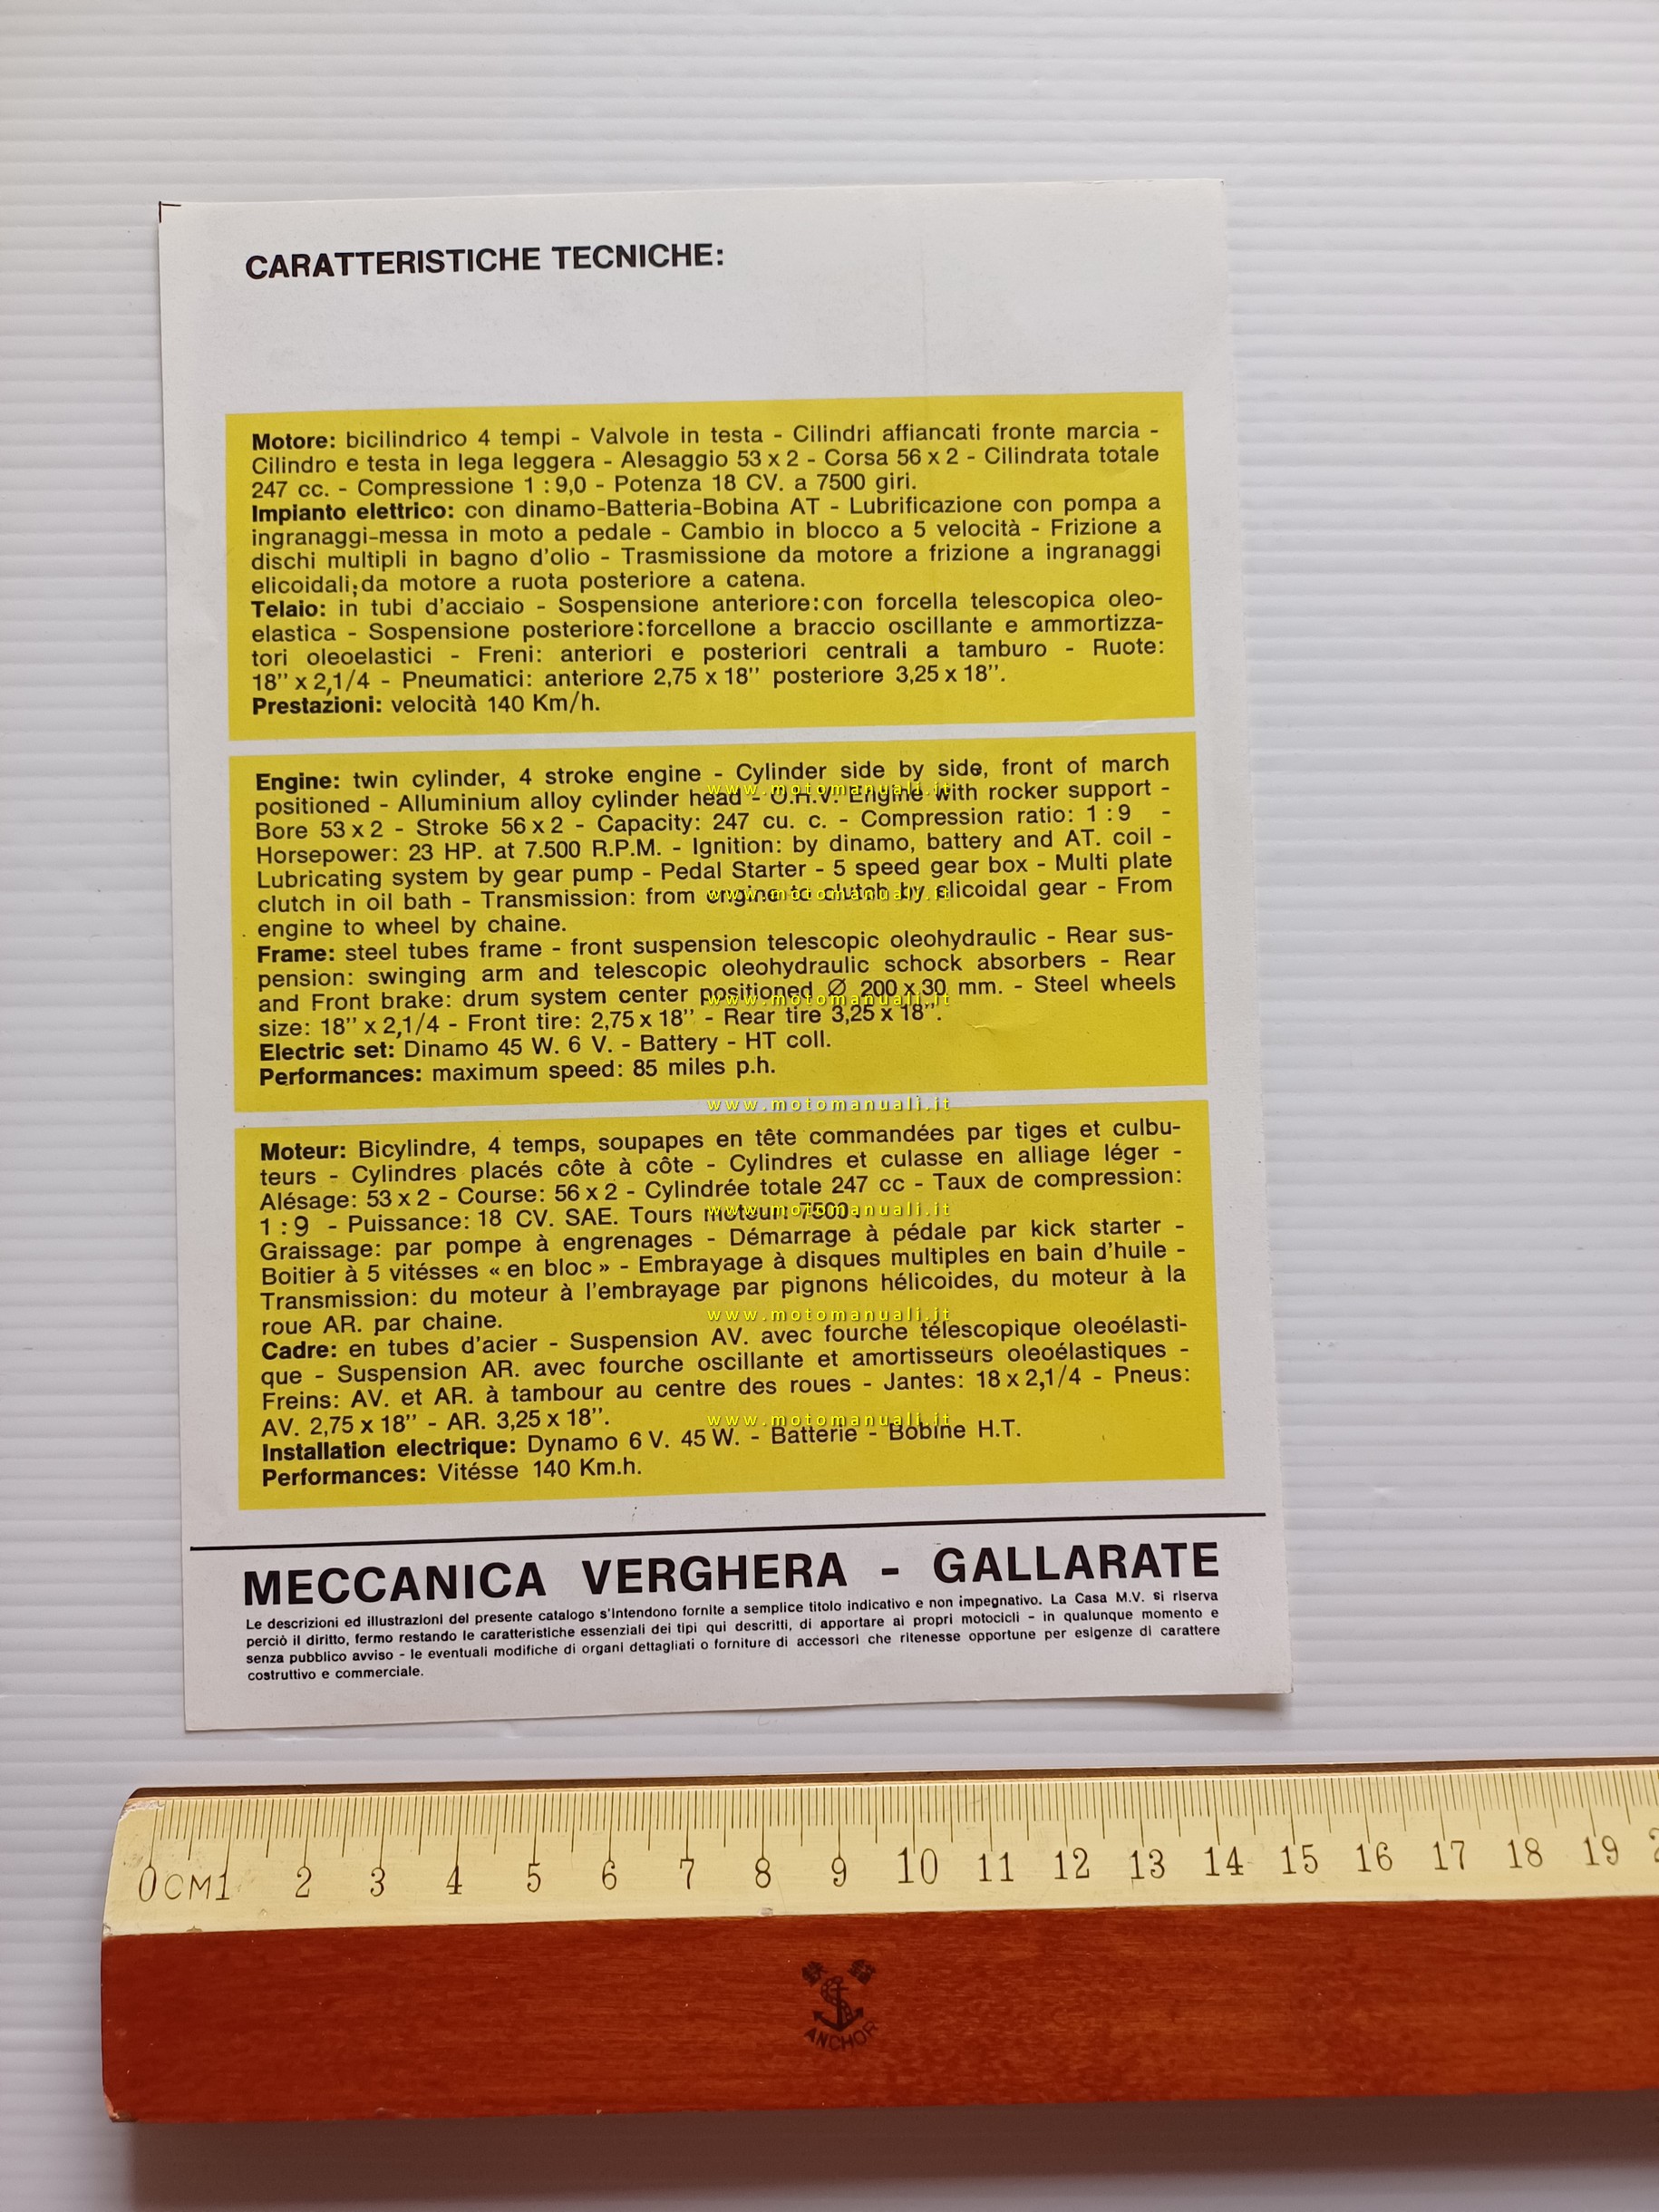 CARATTERISTICHE TECNICHE:
Motore: bicilindrico 4 tempi - Valvole in testa - Cilindri affiancati fronte marcia -
Cilindro e testa in lega leggera - Alesaggio 53 x 2 - Corsa 56 x 2 - Cilindrata totale
247 cc. - Compressione 1 : 9,0 - Potenza 18 CV. a 7500 giri.
Impianto elettrico: con dinamo-Batteria-Bobina AT - Lubrificazione con pompa a
ingranaggi-messa in moto a pedale - Cambio in blocco a 5 velocità - Frizione a
dischi multipli in bagno d'olio - Trasmissione da motore a frizione a ingranaggi
elicoidali;da motore a ruota posteriore a catena.
Telaio: in tubi d'acciaio - Sospensione anteriore:con forcella telescopica oleo-
elastica - Sospensione posteriore:forcellone a braccio oscillante e ammortizza-
tori oleoelastici - Freni: anteriori e posteriori centrali a tamburo - Ruote:
18" x 2,1/4 - Pneumatici: anteriore 2,75 x 18" posteriore 3,25 x 18".
Prestazioni: velocità 140 Km/h.
Engine: twin cylinder, 4 stroke engine - Cylinder side by side, front of march
positioned - Alluminium alloy cylinder head - O.H.V. Engine with rocker support -
Bore 53 x 2 - Stroke 56 x 2 - Capacity: 247 cu. c. - Compression ratio: 1 : 9 -
Horsepower: 23 HP. at 7.500 R.P.M. - Ignition: by dinamo, battery and AT. coil -
Lubricating system by gear pump - Pedal Starter - 5 speed gear box - Multi plate
clutch in oil bath - Transmission: from engine to clutch by elicoidal gear - From
engine to wheel by chaine.
Frame: steel tubes frame - front suspension telescopic oleohydraulic - Rear sus-
pension: swinging arm and telescopic oleohydraulic schock absorbers - Rear
and Front brake: drum system center positioned Ø 200 x 30 mm. - Steel wheels
size: 18" x 2,1/4 - Front tire: 2,75 x 18" - Rear tire 3,25 x 18".
Electric set: Dinamo 45 W. 6 V. - Battery - HT coll.
Performances: maximum speed: 85 miles p.h.
www.motomanuali.it
www.motomanuali.it
www.motomanuali.it
www.motomanuali.it
Moteur: Bicylindre, 4 temps, soupapes en tête commandées par tiges et culbu-
teurs - Cylindres placés côte à côte - Cylindres et culasse en alliage léger -
Alésage: 53 x 2 - Course: 56 x 2 - Cylindrée totale 247 cc - Taux de compression:
1 : 9 - Puissance: 18 CV. SAE. Tours moteur: 7500.
Graissage: par pompe à engrenages - Démarrage à pédale par kick starter -
Boitier à 5 vitésses « en bloc » - Embrayage à disques multiples en bain d'huile -
Transmission: du moteur à l'embrayage par pignons hélicoides, du moteur à la
roue AR. par chaine.
Cadre: en tubes d'acier - Suspension AV. avec fourche télescopique oleoélasti-
que - Suspension AR. avec fourche oscillante et amortisseurs oleoélastiques -
Freins: AV. et AR. à tambour au centre des roues - Jantes: 18 x 2,1/4 - Pneus:
AV. 2,75 x 18" - AR. 3,25 x 18".
Installation electrique: Dynamo 6 V. 45 W. - Batterie - Bobine H.T.
Performances: Vitésse 140 Km.h.
www.motomanuali.it
www.motomanuali.it
www.motomanuali.it
MECCANICA VERGHERA - GALLARATE
Le descrizioni ed illustrazioni del presente catalogo s'intendono fornite a semplice titolo indicativo e non impegnativo. La Casa M.V. si riserva
perciò il diritto, fermo restando le caratteristiche essenziali dei tipi qui descritti, di apportare ai propri motocicli - in qualunque momento e
senza pubblico avviso - le eventuali modifiche di organi dettagliati o forniture di accessori che ritenesse opportune per esigenze di carattere
costruttivo e commerciale.
0 CM 1 2 3 4 5 6 7 8 9 10 11 12 13 14 15 16 17 18 19
ANCHOR